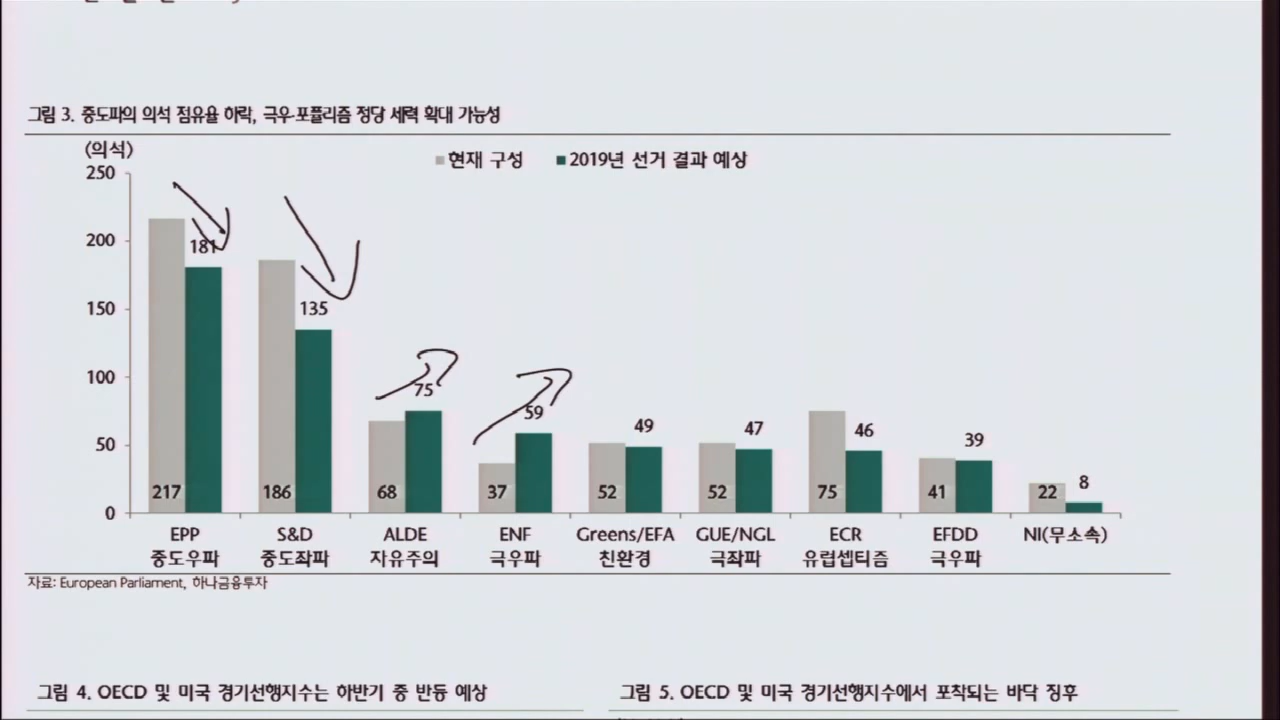 그림 3. 중도파의 의석 점유율 하락, 극우·포퓰리즘 정당 세력 확대 가능성
(의석)
현재 구성 2019년 선거 결과 예상
250
200
150
100
50
0
181
135
75
59
49
47
46
39
8
217 186 68 37 52 52 75 41 22
EPP S&D ALDE ENF Greens/EFA GUE/NGL ECR EFDD NI(무소속)
중도우파 중도좌파 자유주의 극우파 친환경 극좌파 유럽셉티즘 극우파
자료: European Parliament, 하나금융투자
그림 4. OECD 및 미국 경기선행지수는 하반기 중 반등 예상
그림 5. OECD 및 미국 경기선행지수에서 포착되는 바닥 징후